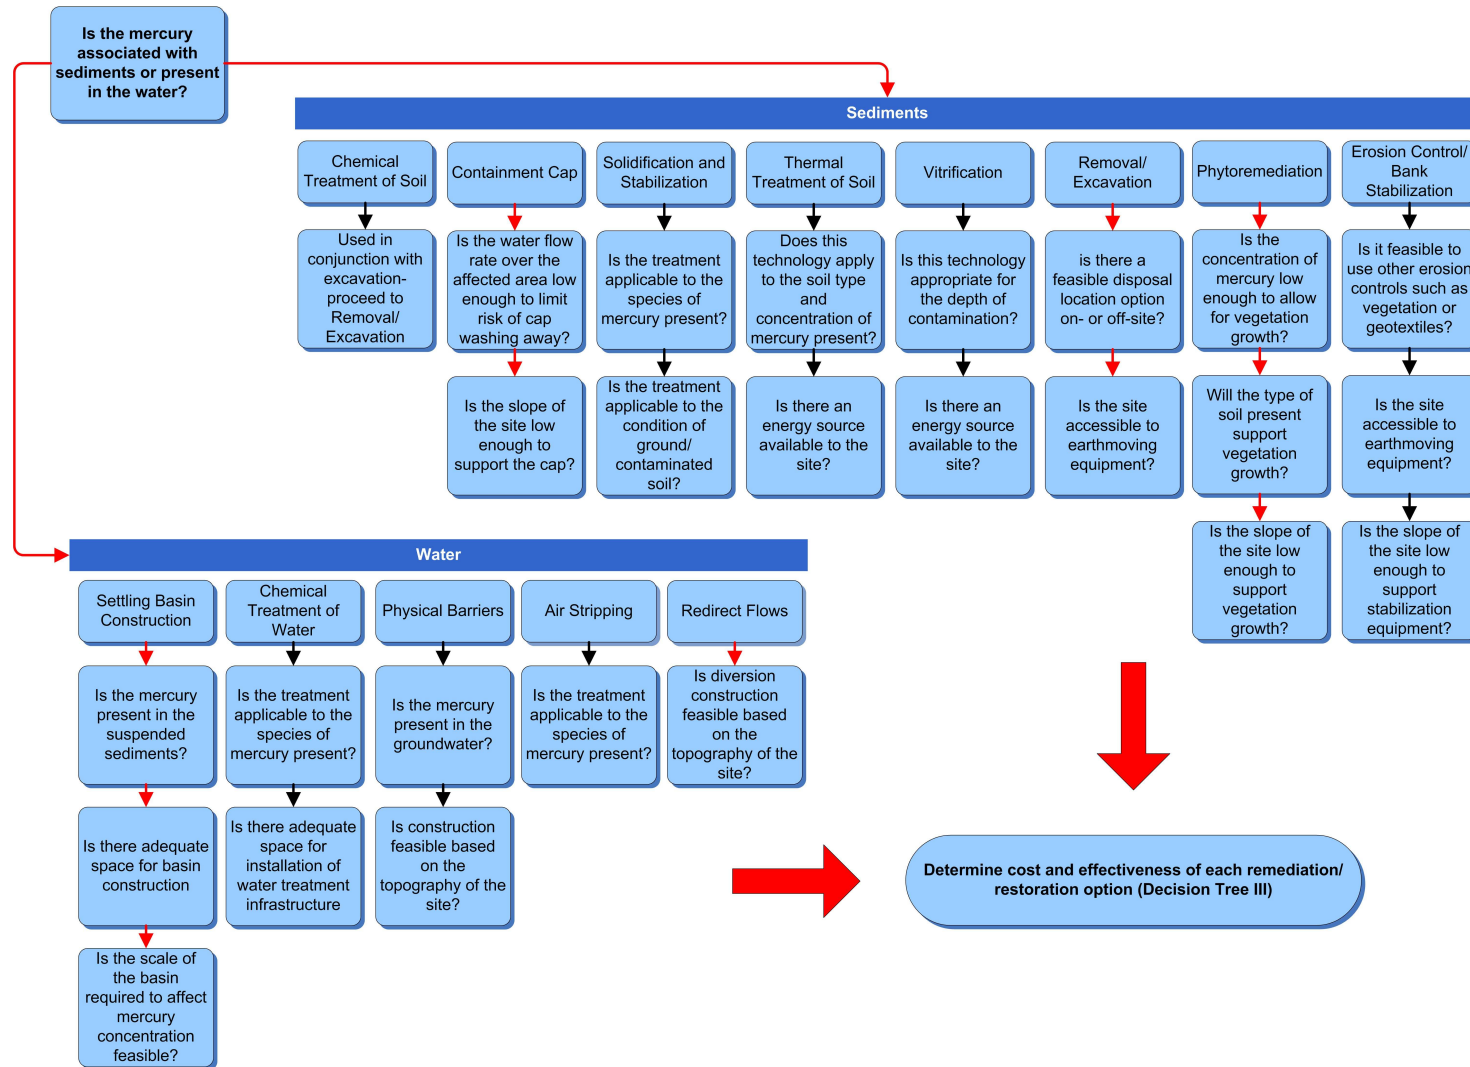 Is the mercury
associated with
sediments or present
in the water?
Sediments
Chemical
Treatment of Soil
Containment Cap
Solidification and
Stabilization
Thermal
Treatment of Soil
Vitrification
Removal/
Excavation
Phytoremediation
Erosion Control/
Bank
Stabilization
Used in
conjunction with
excavation-
proceed to
Removal/
Excavation
Is the water flow
rate over the
affected area low
enough to limit
risk of cap
washing away?
Is the treatment
applicable to the
species of
mercury present?
Does this
technology apply
to the soil type
and
concentration of
mercury present?
Is this technology
appropriate for
the depth of
contamination?
is there a
feasible disposal
location option
on- or off-site?
Is the
concentration of
mercury low
enough to allow
for vegetation
growth?
Is it feasible to
use other erosion
controls such as
vegetation or
geotextiles?
Is the slope of
the site low
enough to
support the cap?
Is the treatment
applicable to the
condition of
ground/
contaminated
soil?
Is there an
energy source
available to the
site?
Is there an
energy source
available to the
site?
Is the site
accessible to
earthmoving
equipment?
Will the type of
soil present
support
vegetation
growth?
Is the site
accessible to
earthmoving
equipment?
Is the slope of
the site low
enough to
support
vegetation
growth?
Is the slope of
the site low
enough to
support
stabilization
equipment?
Water
Settling Basin
Construction
Chemical
Treatment of
Water
Physical Barriers
Air Stripping
Redirect Flows
Is the mercury
present in the
suspended
sediments?
Is the treatment
applicable to the
species of
mercury present?
Is the mercury
present in the
groundwater?
Is the treatment
applicable to the
species of
mercury present?
Is diversion
construction
feasible based
on the
topography of the
site?
Is there adequate
space for basin
construction
Is there adequate
space for
installation of
water treatment
infrastructure
Is construction
feasible based
on the
topography of the
site?
Is the scale of
the basin
required to affect
mercury
concentration
feasible?
Determine cost and effectiveness of each remediation/
restoration option (Decision Tree III)